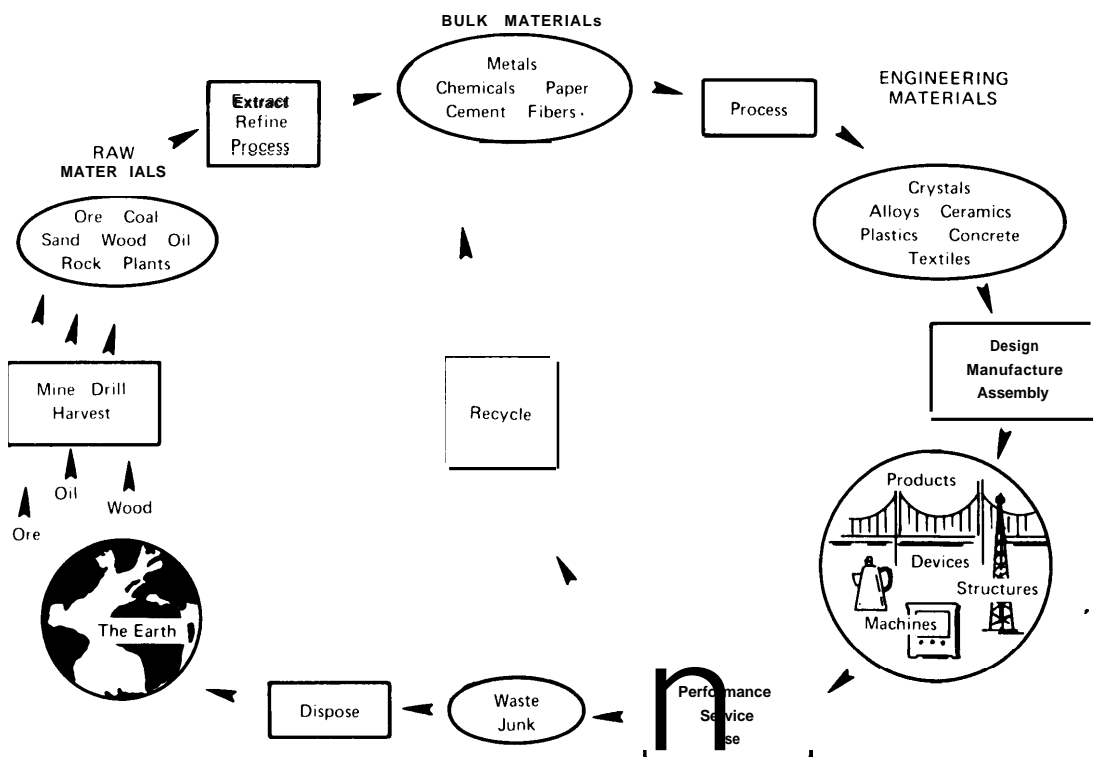 BULK MATERIALs
Metals
Chemicals Paper
Cement Fibers.
Extract
Refine
Process
Process
ENGINEERING
MATERIALS
RAW
MATER IALS
Ore Coal
Sand Wood Oil
Rock Plants
Crystals
Alloys Ceramics
Plastics Concrete
Textiles
Mine Drill
Harvest
Design
Manufacture
Assembly
Recycle
Oil
Wood
Ore
Products
Devices
Structures
Machines
The Earth
Dispose
Waste
Junk
n
Performance
Service